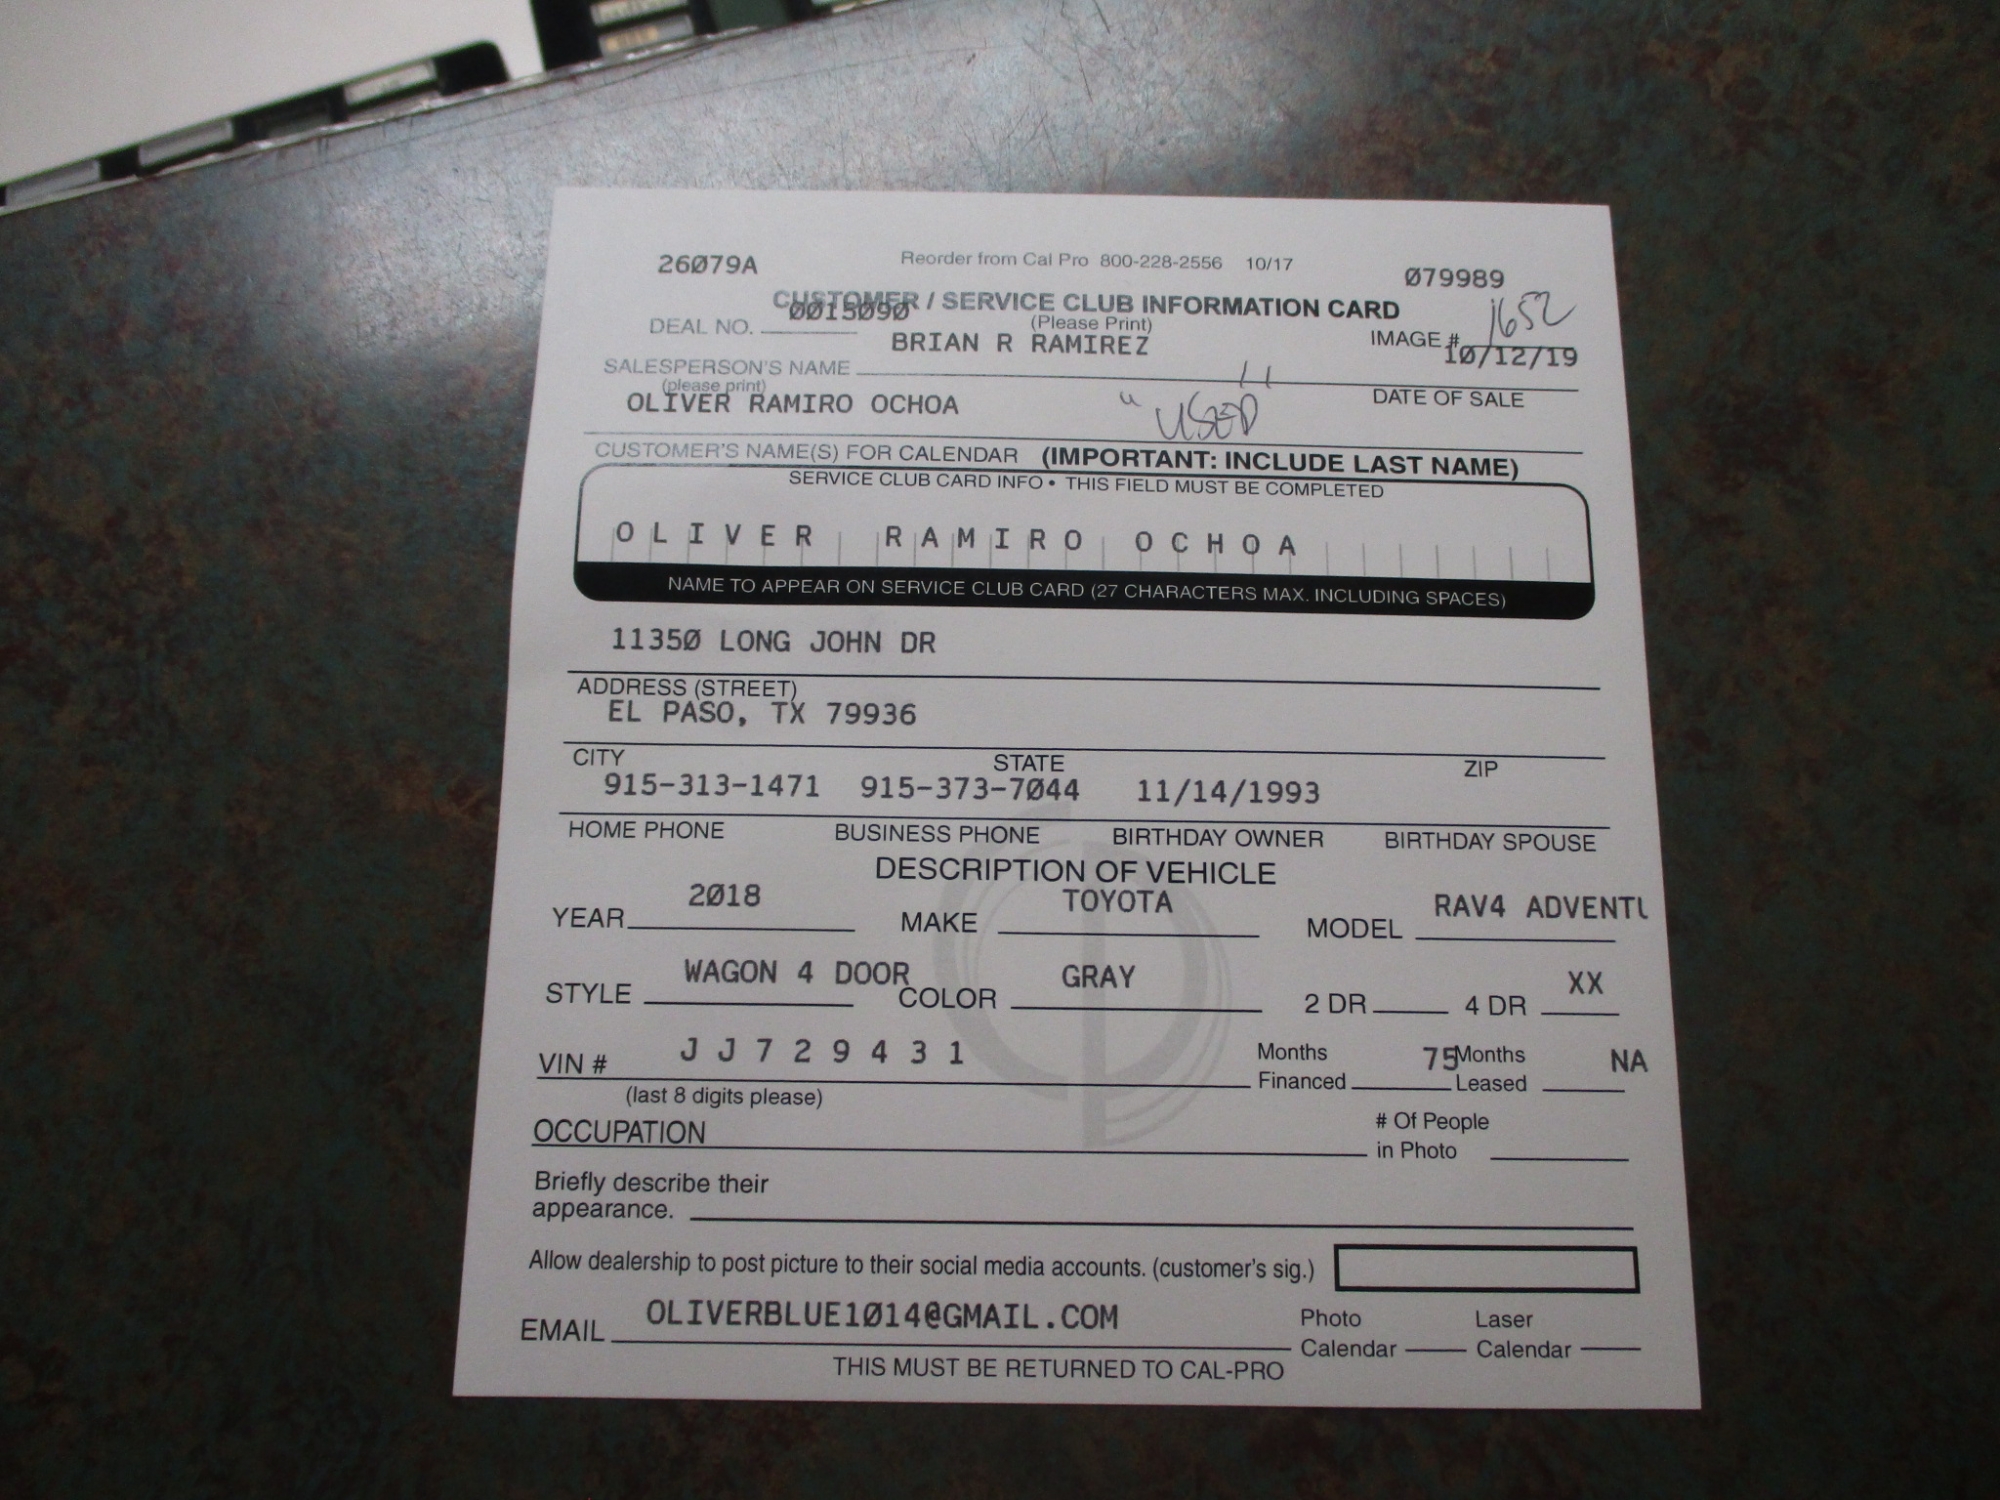 26079A Reorder from Cal Pro 800-228-2556 10/17 079989
CUSTOMER / SERVICE CLUB INFORMATION CARD
DEAL NO. 0015090 (Please Print) IMAGE # 1652
SALESPERSON'S NAME BRIAN R RAMIREZ 10/12/19
(please print) DATE OF SALE
OLIVER RAMIRO OCHOA "USED"
CUSTOMER'S NAME(S) FOR CALENDAR (IMPORTANT: INCLUDE LAST NAME)
SERVICE CLUB CARD INFO • THIS FIELD MUST BE COMPLETED
OLIVER RAMIRO OCHOA
NAME TO APPEAR ON SERVICE CLUB CARD (27 CHARACTERS MAX. INCLUDING SPACES)
11350 LONG JOHN DR
ADDRESS (STREET)
EL PASO, TX 79936
CITY STATE ZIP
915-313-1471 915-373-7044 11/14/1993
HOME PHONE BUSINESS PHONE BIRTHDAY OWNER BIRTHDAY SPOUSE
DESCRIPTION OF VEHICLE
YEAR 2018 MAKE TOYOTA MODEL RAV4 ADVENTU
STYLE WAGON 4 DOOR COLOR GRAY 2 DR 4 DR XX
VIN # JJ729431 Months Financed 75 Months Leased NA
(last 8 digits please)
OCCUPATION # Of People in Photo
Briefly describe their
appearance.
Allow dealership to post picture to their social media accounts. (customer's sig.)
EMAIL OLIVERBLUE1014@GMAIL.COM Photo Calendar Laser Calendar
THIS MUST BE RETURNED TO CAL-PRO